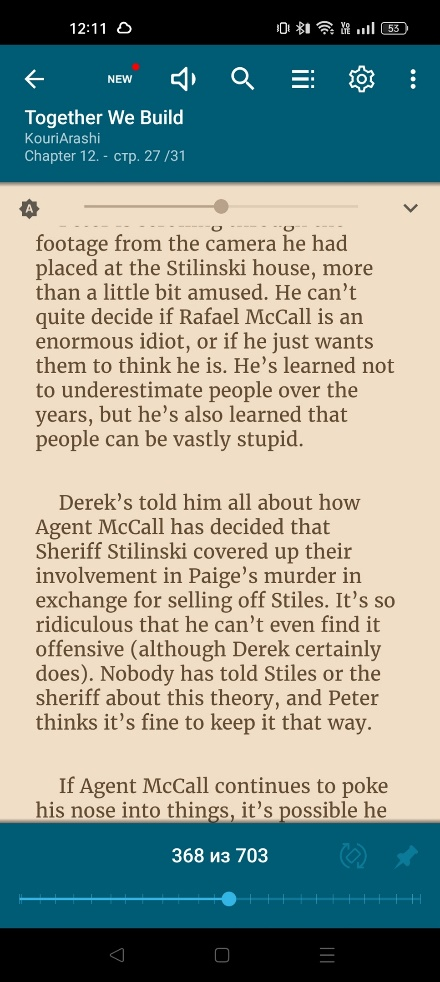 12:11
VO
LTE
53
NEW
Together We Build
KouriArashi
Chapter 12. - стр. 27 /31
A
footage from the camera he had
placed at the Stilinski house, more
than a little bit amused. He can’t
quite decide if Rafael McCall is an
enormous idiot, or if he just wants
them to think he is. He’s learned not
to underestimate people over the
years, but he’s also learned that
people can be vastly stupid.
Derek’s told him all about how
Agent McCall has decided that
Sheriff Stilinski covered up their
involvement in Paige’s murder in
exchange for selling off Stiles. It’s so
ridiculous that he can’t even find it
offensive (although Derek certainly
does). Nobody has told Stiles or the
sheriff about this theory, and Peter
thinks it’s fine to keep it that way.
If Agent McCall continues to poke
his nose into things, it’s possible he
368 из 703